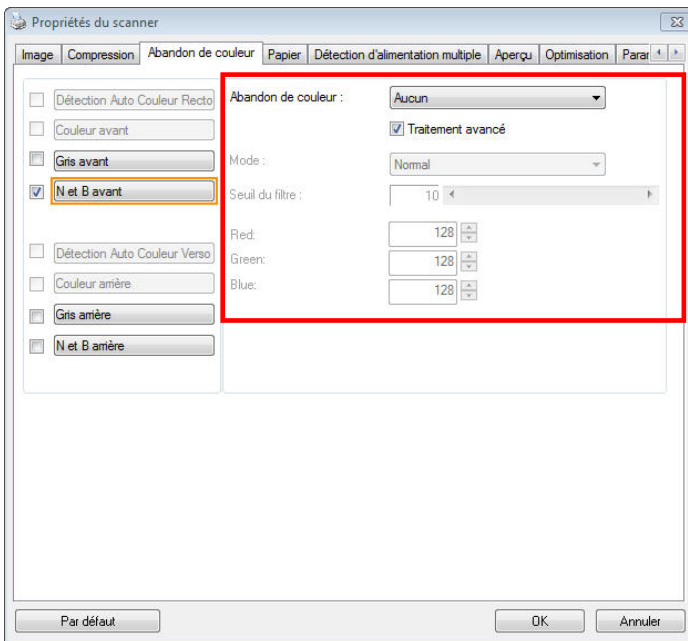 Propriétés du scanner
Image Compression Abandon de couleur Papier Détection d'alimentation multiple Aperçu Optimisation Parar
Détection Auto Couleur Recto
Couleur avant
Gris avant
N et B avant
Détection Auto Couleur Verso
Couleur arrière
Gris arrière
N et B arrière
Abandon de couleur : Aucun
Traitement avancé
Mode : Normal
Seuil du filtre : 10
Red: 128
Green: 128
Blue: 128
Par défaut OK Annuler